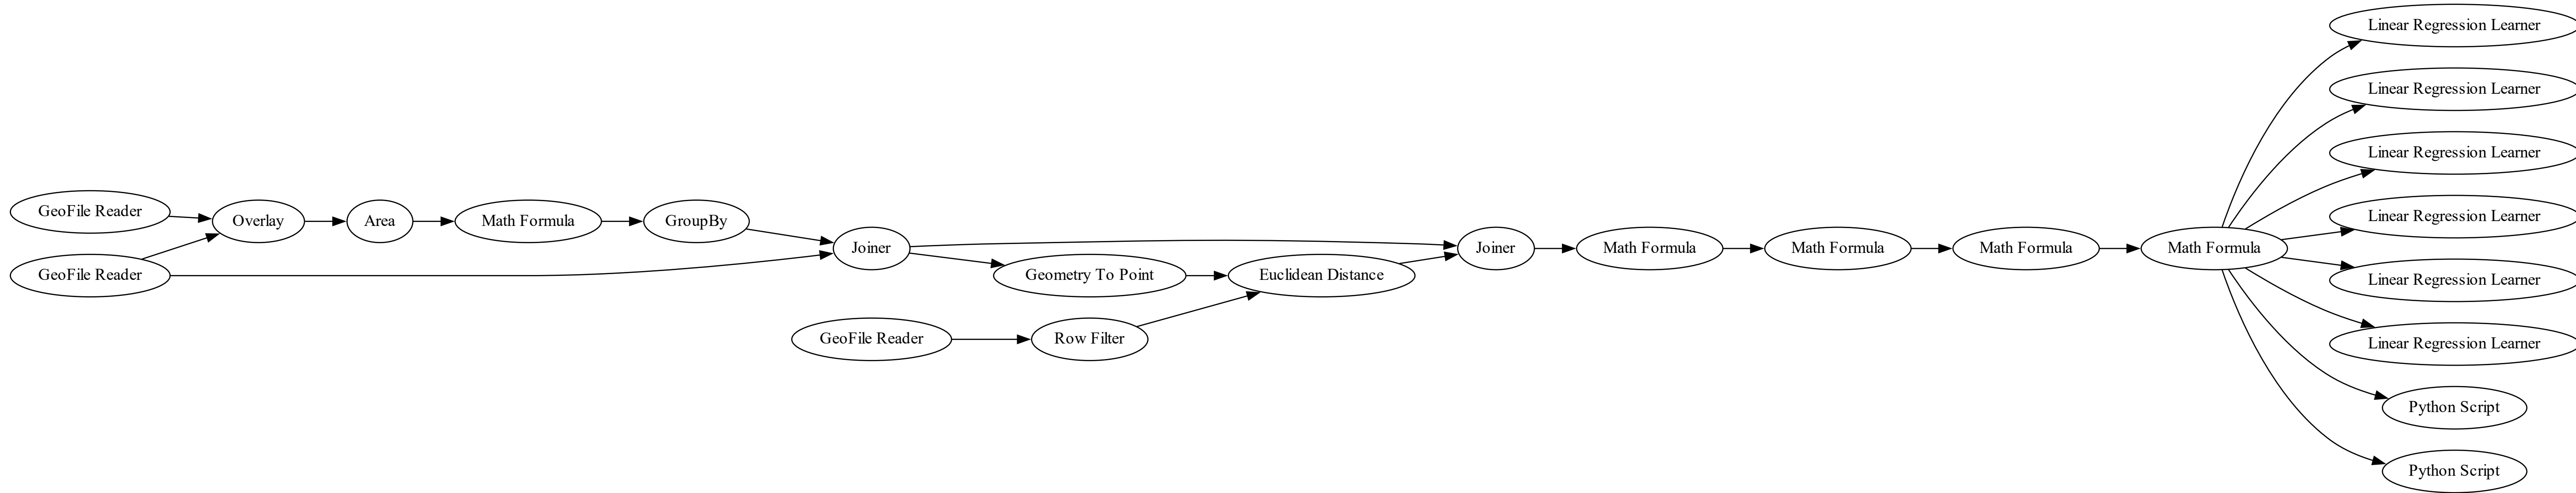 Linear Regression Learner
Linear Regression Learner
Linear Regression Learner
GeoFile Reader
Overlay
Area
Math Formula
GroupBy
Linear Regression Learner
GeoFile Reader
Joiner
Geometry To Point
Euclidean Distance
Joiner
Math Formula
Math Formula
Math Formula
Math Formula
Linear Regression Learner
GeoFile Reader
Row Filter
Linear Regression Learner
Python Script
Python Script